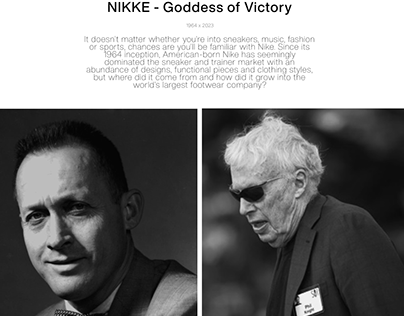 NIKKE - Goddess of Victory
1964 x 2023
It doesn't matter whether you're into sneakers, music, fashion
or sports, chances are you'll be familiar with Nike. Since its
1964 inception, American-born Nike has seemingly
dominated the sneaker and trainer market with an
abundance of designs, functional pieces and clothing styles,
but where did it come from and how did it grow into the
world's largest footwear company?
Phil
Knight